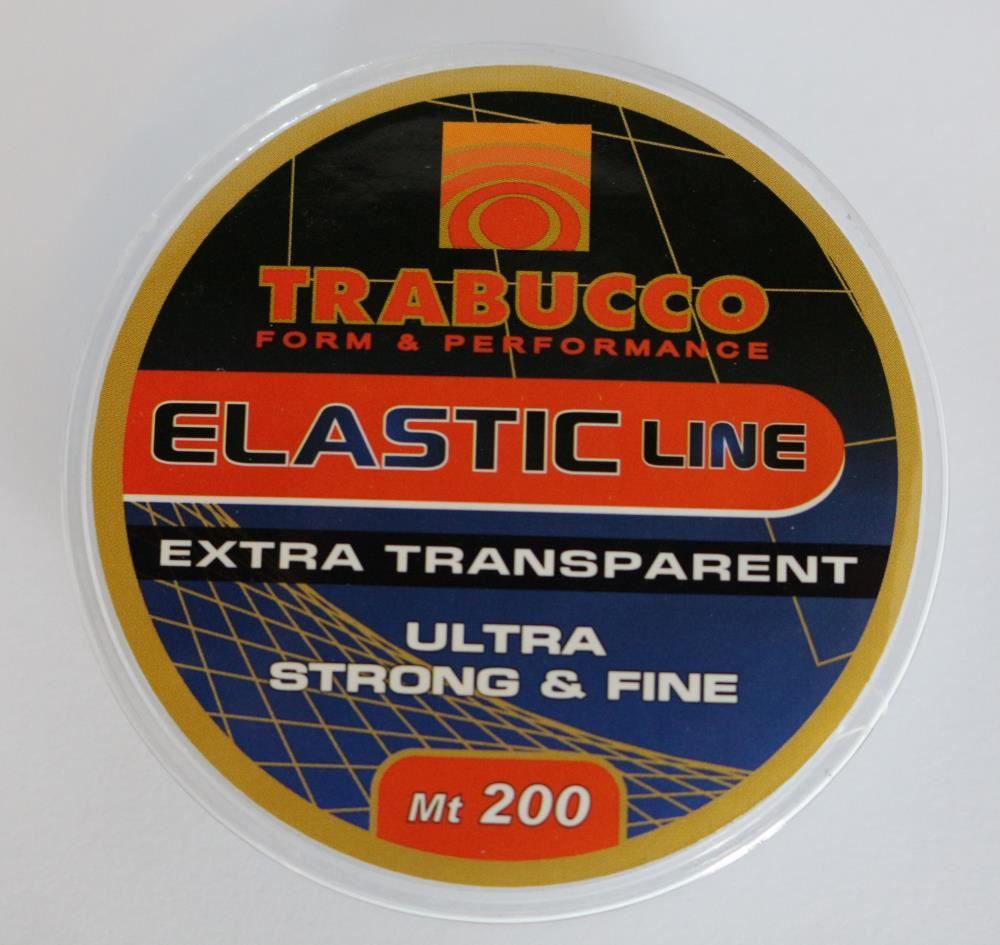 TRABUCCO
FORM & PERFORMANCE
ELASTIC LINE
EXTRA TRANSPARENT
ULTRA
STRONG & FINE
Mt 200